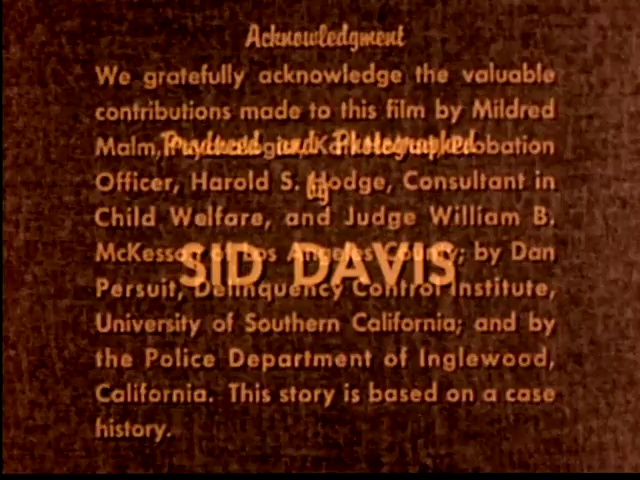 Acknowledgment
We gratefully acknowledge the valuable
contributions made to this film by Mildred
Malm, Psychologist, Probation
Produced and Photographed
Officer, Harold S. Hodge, Consultant in
by
Child Welfare, and Judge William B.
McKesson of Los Angeles County; by Dan
SID DAVIS
Persuit, Delinquency Control Institute,
University of Southern California; and by
the Police Department of Inglewood,
California. This story is based on a case
history.